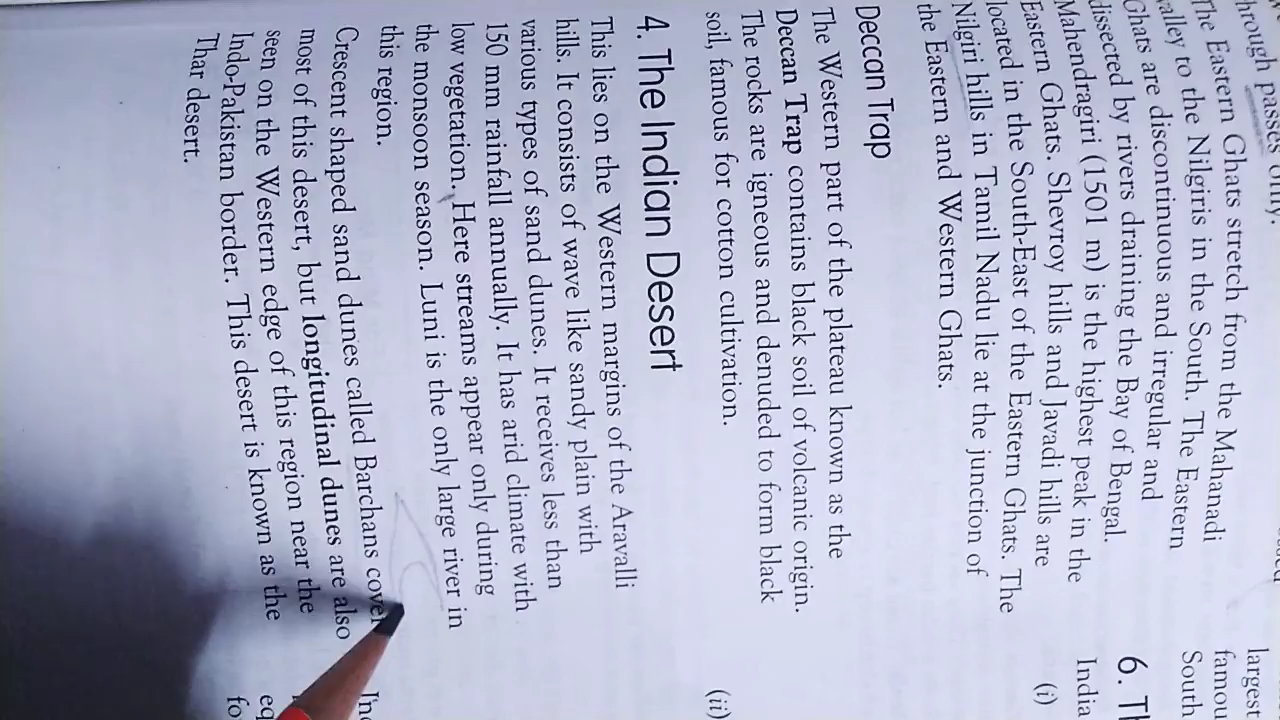 through passes only.
The Eastern Ghats stretch from the Mahanadi
valley to the Nilgiris in the South. The Eastern
Ghats are discontinuous and irregular and
dissected by rivers draining the Bay of Bengal.
Mahendragiri (1501 m) is the highest peak in the
Eastern Ghats. Shevroy hills and Javadi hills are
located in the South-East of the Eastern Ghats. The
Nilgiri hills in Tamil Nadu lie at the junction of
the Eastern and Western Ghats.
Deccan Trap
The Western part of the plateau known as the
Deccan Trap contains black soil of volcanic origin.
The rocks are igneous and denuded to form black
soil, famous for cotton cultivation.
4. The Indian Desert
This lies on the Western margins of the Aravalli
hills. It consists of wave like sandy plain with
various types of sand dunes. It receives less than
150 mm rainfall annually. It has arid climate with
low vegetation. Here streams appear only during
the monsoon season. Luni is the only large river in
this region.
Crescent shaped sand dunes called Barchans cover
most of this desert, but longitudinal dunes are also
seen on the Western edge of this region near the
Indo-Pakistan border. This desert is known as the
Thar desert.
largest
South
6.
India
(i)
(ii)